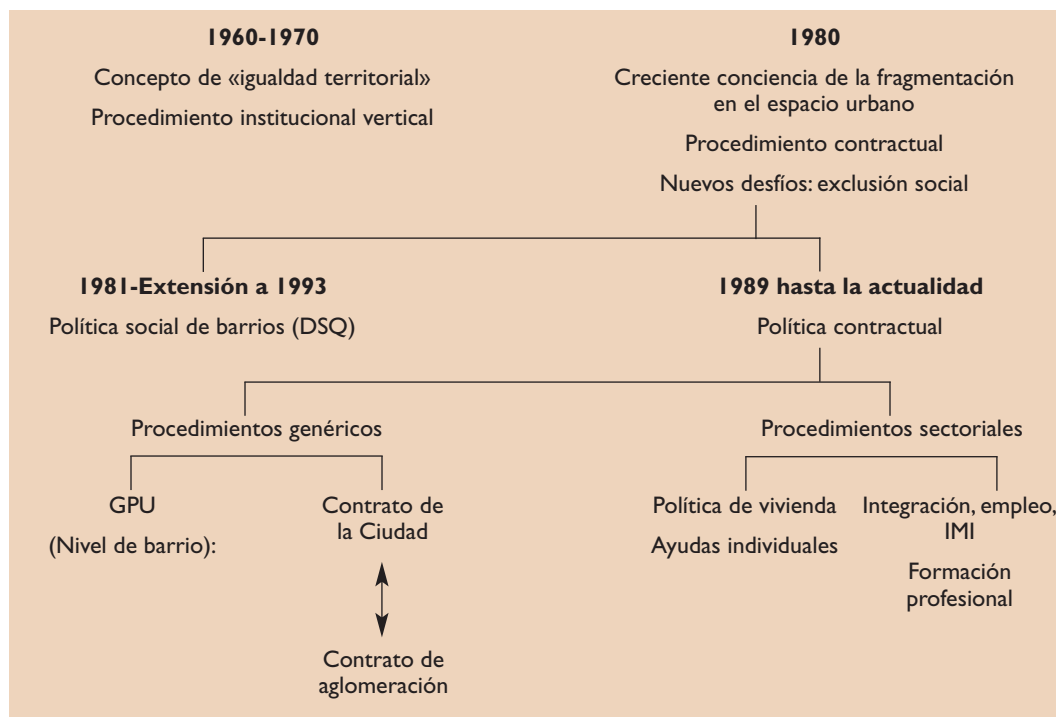 1960-1970
Concepto de «igualdad territorial»
Procedimiento institucional vertical
1980
Creciente conciencia de la fragmentación
en el espacio urbano
Procedimiento contractual
Nuevos desfíos: exclusión social
1981-Extensión a 1993
Política social de barrios (DSQ)
1989 hasta la actualidad
Política contractual
Procedimientos genéricos
Procedimientos sectoriales
GPU
(Nivel de barrio):
Contrato de
la Ciudad
Contrato de
aglomeración
Política de vivienda
Ayudas individuales
Integración, empleo,
IMI
Formación
profesional